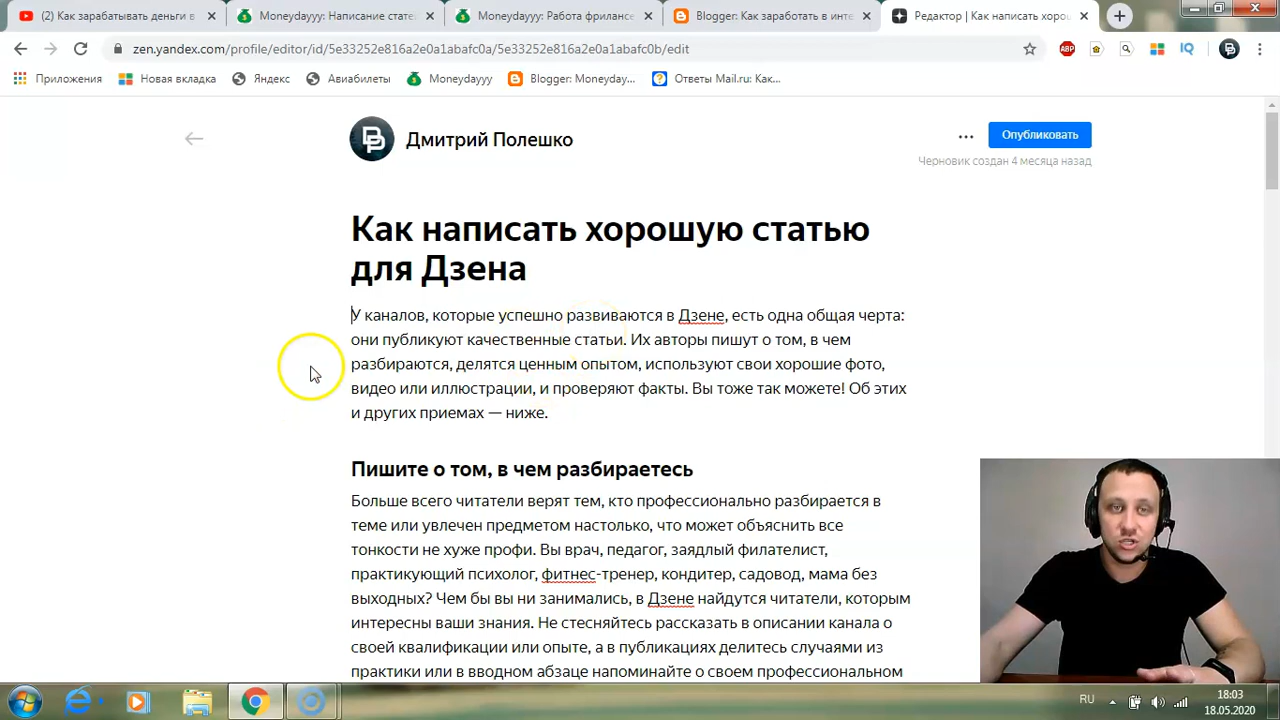 (2) Как зарабатывать деньги в
Moneydayyy: Написание стат
Moneydayyy: Работа фрилансе
Blogger: Как заработать в инте
Редактор | Как написать хорош
zen.yandex.com/profile/editor/id/5e33252e816a2e0a1abafc0a/5e33252e816a2e0a1abafc0b/edit
ABP
IQ
Приложения
Новая вкладка
Яндекс
Авиабилеты
Moneydayyy
Blogger: Moneyday...
Ответы Mail.ru: Как...
Дмитрий Полешко
Опубликовать
Черновик создан 4 месяца назад
Как написать хорошую статью
для Дзена
У каналов, которые успешно развиваются в Дзене, есть одна общая черта:
они публикуют качественные статьи. Их авторы пишут о том, в чем
разбираются, делятся ценным опытом, используют свои хорошие фото,
видео или иллюстрации, и проверяют факты. Вы тоже так можете! Об этих
и других приемах — ниже.
Пишите о том, в чем разбираетесь
Больше всего читатели верят тем, кто профессионально разбирается в
теме или увлечен предметом настолько, что может объяснить все
тонкости не хуже профи. Вы врач, педагог, заядлый филателист,
практикующий психолог, фитнес-тренер, кондитер, садовод, мама без
выходных? Чем бы вы ни занимались, в Дзене найдутся читатели, которым
интересны ваши знания. Не стесняйтесь рассказать в описании канала о
своей квалификации или опыте, а в публикациях делитесь случаями из
практики или в вводном абзаце напоминайте о своем профессиональном
RU
18:03
18.05.2020